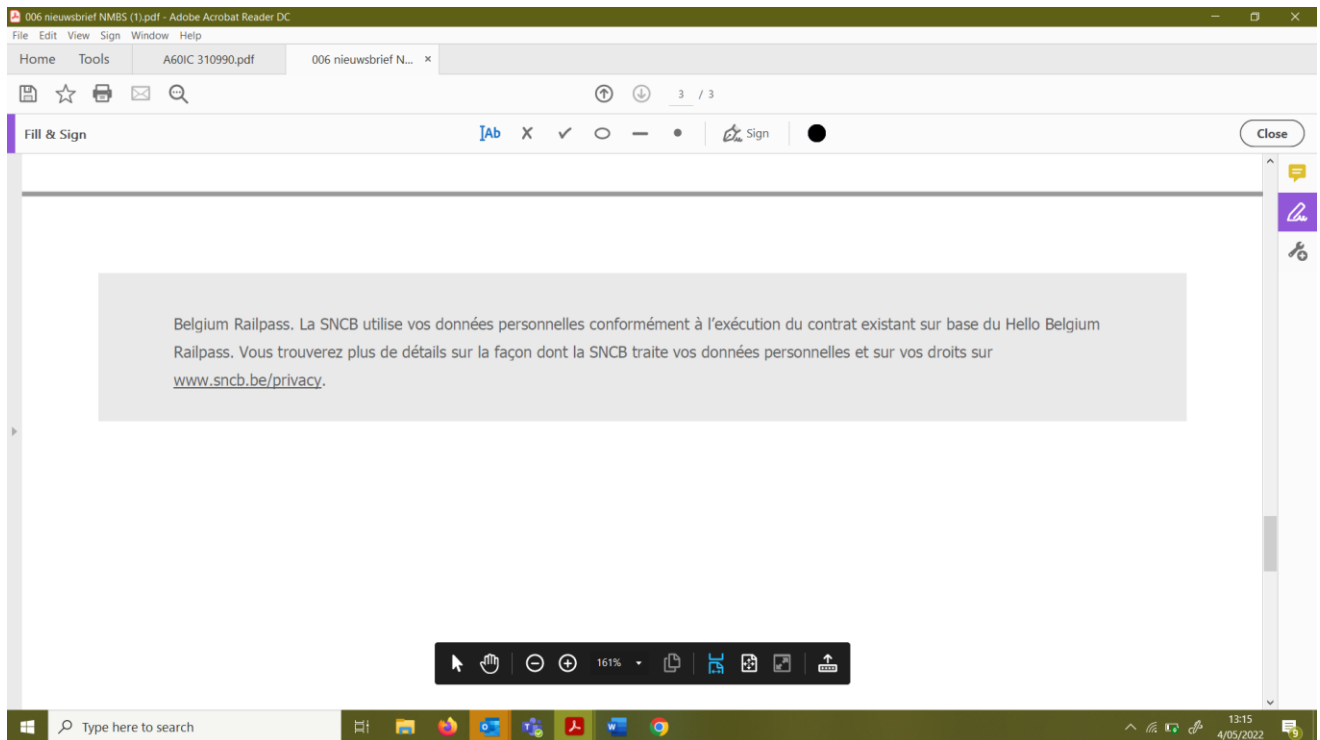 006 nieuwsbrief NMBS (1).pdf - Adobe Acrobat Reader DC
File Edit View Sign Window Help
Home Tools A60IC 310990.pdf 006 nieuwsbrief N... ×
3 / 3
Fill & Sign IAb Sign Close
Belgium Railpass. La SNCB utilise vos données personnelles conformément à l’exécution du contrat existant sur base du Hello Belgium
Railpass. Vous trouverez plus de détails sur la façon dont la SNCB traite vos données personnelles et sur vos droits sur
www.sncb.be/privacy.
161%
Type here to search
13:15
4/05/2022
9